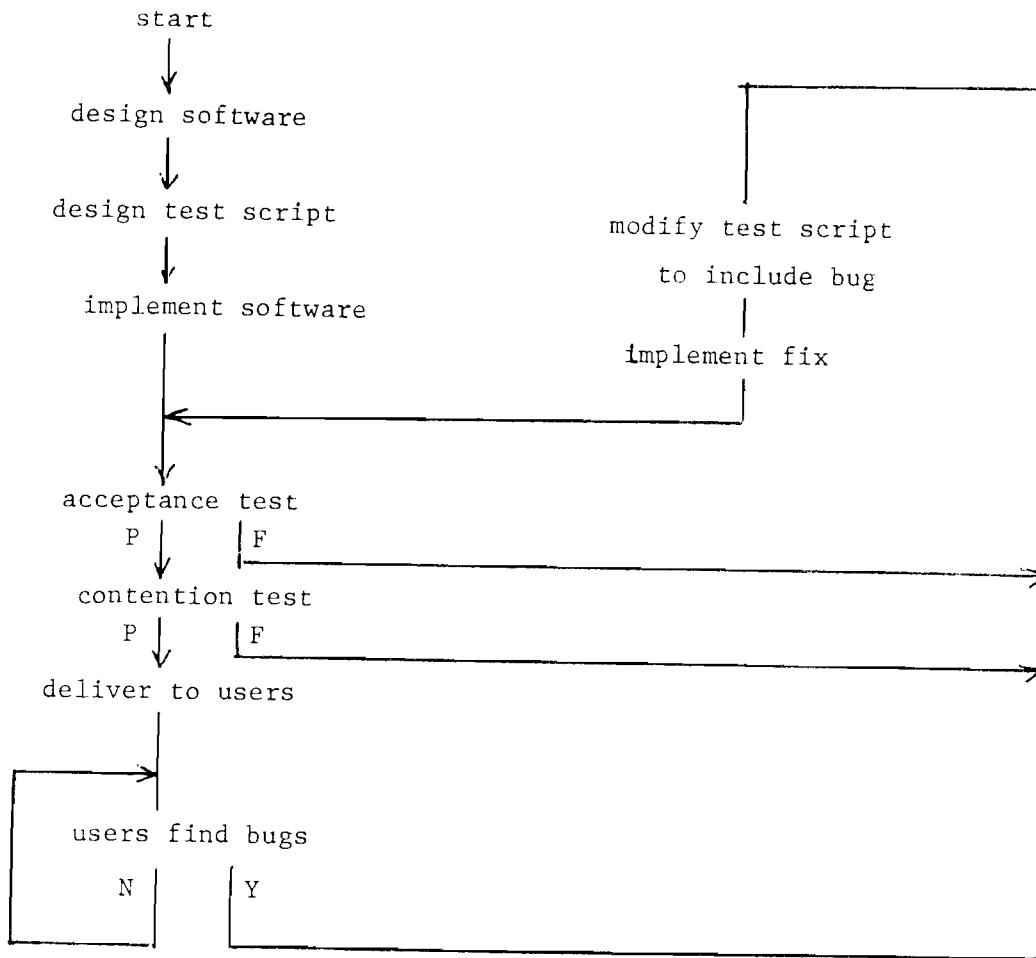 start
design software
design test script
implement software
modify test script
to include bug
implement fix
acceptance test
P F
contention test
P F
deliver to users
users find bugs
N Y